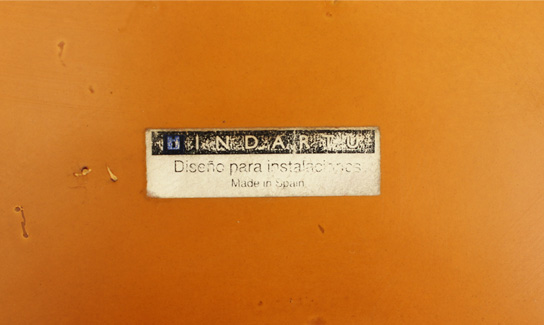 INDARTU
Diseño para instalaciones
Made in Spain